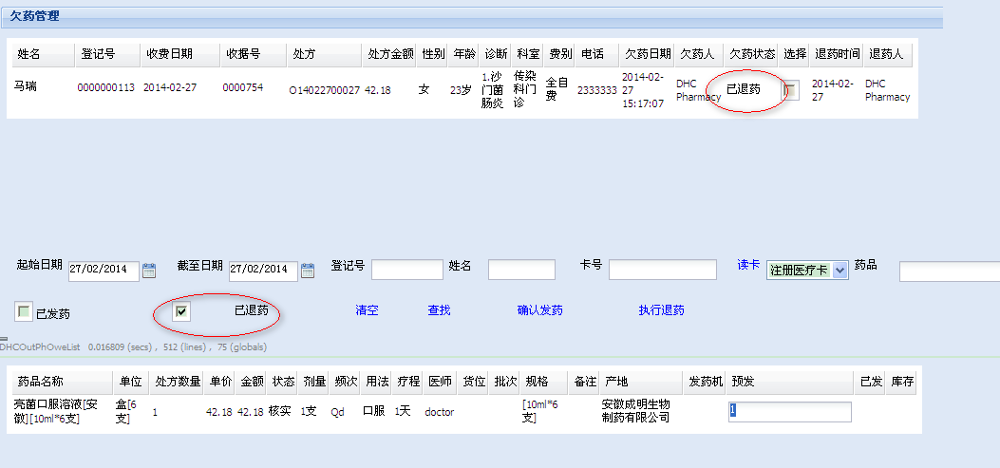 欠药管理
姓名 登记号 收费日期 收据号 处方 处方金额 性别 年龄 诊断 科室 费别 电话 欠药日期 欠药人 欠药状态 选择 退药时间 退药人
马瑞 0000000113 2014-02-27 0000754 O14022700027 42.18 女 23岁 1.沙门菌肠炎 传染科门诊 全自费 2333333 2014-02-27 15:17:07 DHC Pharmacy 已退药 2014-02-27 DHC Pharmacy
起始日期 27/02/2014 截至日期 27/02/2014 登记号 姓名 卡号 读卡 注册医疗卡 药品
已发药 已退药 清空 查找 确认发药 执行退药
DHCOutPhOweList 0.016809 (secs) , 512 (lines) , 75 (globals)
药品名称 单位 处方数量 单价 金额 状态 剂量 频次 用法 疗程 医师 货位 批次 规格 备注 产地 发药机 预发 已发 库存
亮菌口服溶液[安徽][10ml*6支] 盒[6支] 1 42.18 42.18 核实 1支 Qd 口服 1天 doctor [10ml*6支] 安徽成明生物制药有限公司 1